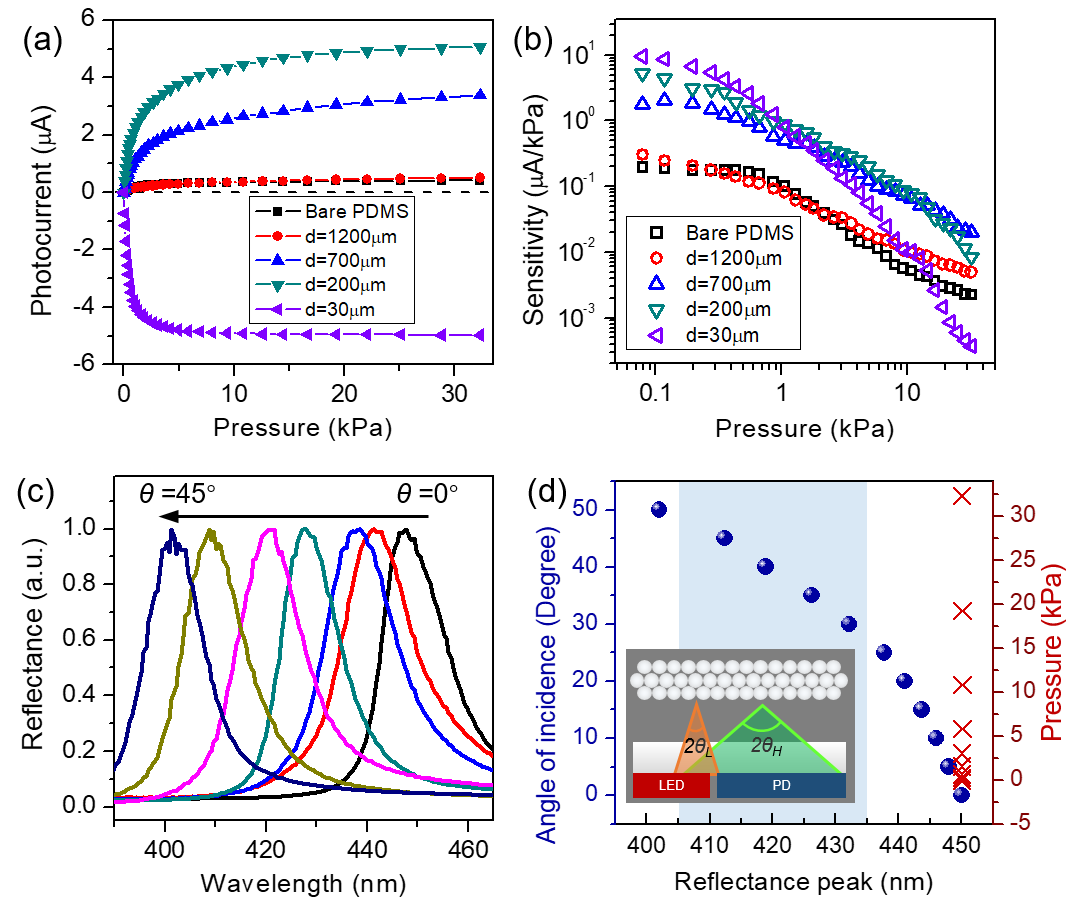 (a)
Photocurrent (μA)
6
4
2
0
-2
-4
-6
0 10 20 30
Pressure (kPa)
Bare PDMS
d=1200μm
d=700μm
d=200μm
d=30μm
(b)
Sensitivity (μA/kPa)
10¹
10⁰
10⁻¹
10⁻²
10⁻³
0.1 1 10
Pressure (kPa)
Bare PDMS
d=1200μm
d=700μm
d=200μm
d=30μm
(c)
θ =45° θ =0°
Reflectance (a.u.)
1.0
0.8
0.6
0.4
0.2
0.0
400 420 440 460
Wavelength (nm)
(d)
Angle of incidence (Degree)
50
40
30
20
10
0
400 410 420 430 440 450
Reflectance peak (nm)
Pressure (kPa)
30
25
20
15
10
5
0
-5
2θL 2θH
LED PD